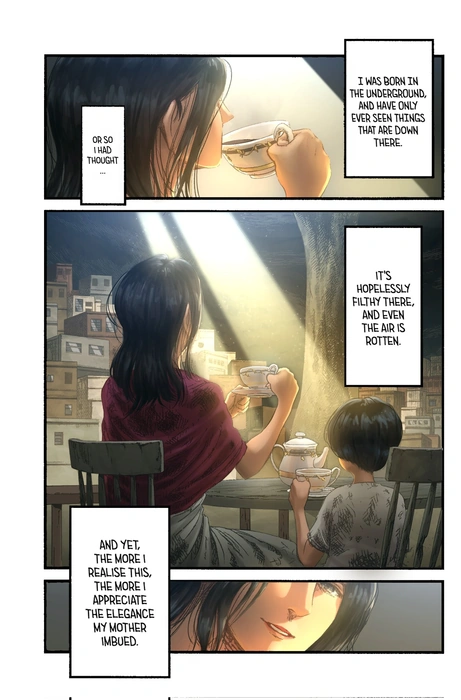 I WAS BORN IN
THE UNDERGROUND,
AND HAVE ONLY
EVER SEEN THINGS
THAT ARE DOWN
THERE.
OR SO
I HAD
THOUGHT
...
IT'S
HOPELESSLY
FILTHY THERE,
AND EVEN
THE AIR IS
ROTTEN.
AND YET,
THE MORE I
REALISE THIS,
THE MORE I
APPRECIATE
THE ELEGANCE
MY MOTHER
IMBUED.